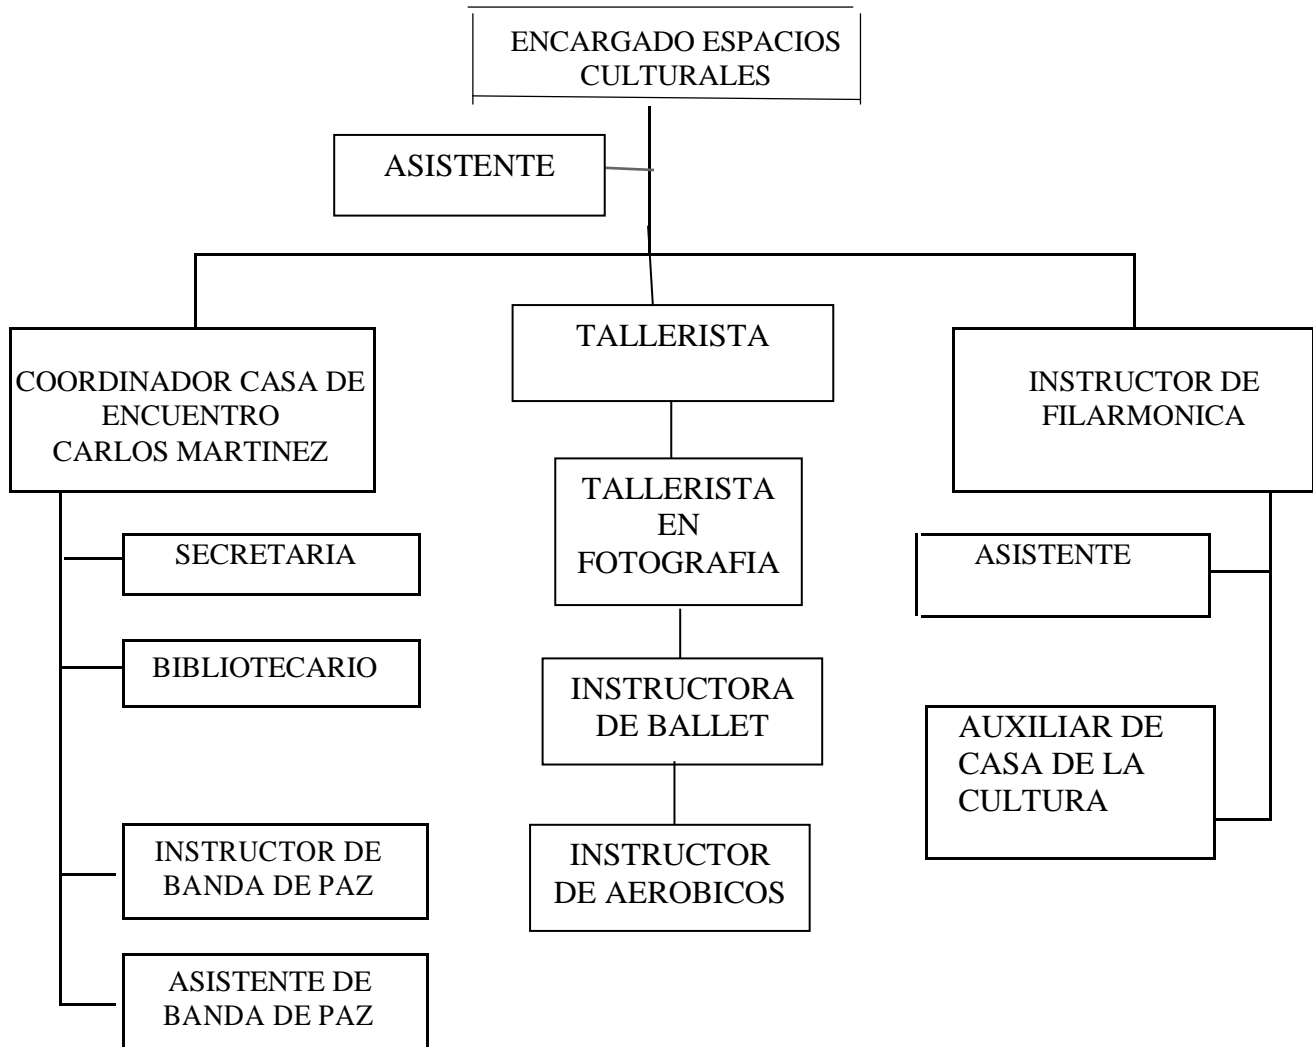 ENCARGADO ESPACIOS
CULTURALES
ASISTENTE
COORDINADOR CASA DE
ENCUENTRO
CARLOS MARTINEZ
SECRETARIA
BIBLIOTECARIO
INSTRUCTOR DE
BANDA DE PAZ
ASISTENTE DE
BANDA DE PAZ
TALLERISTA
TALLERISTA
EN
FOTOGRAFIA
INSTRUCTORA
DE BALLET
INSTRUCTOR
DE AEROBICOS
INSTRUCTOR DE
FILARMONICA
ASISTENTE
AUXILIAR DE
CASA DE LA
CULTURA